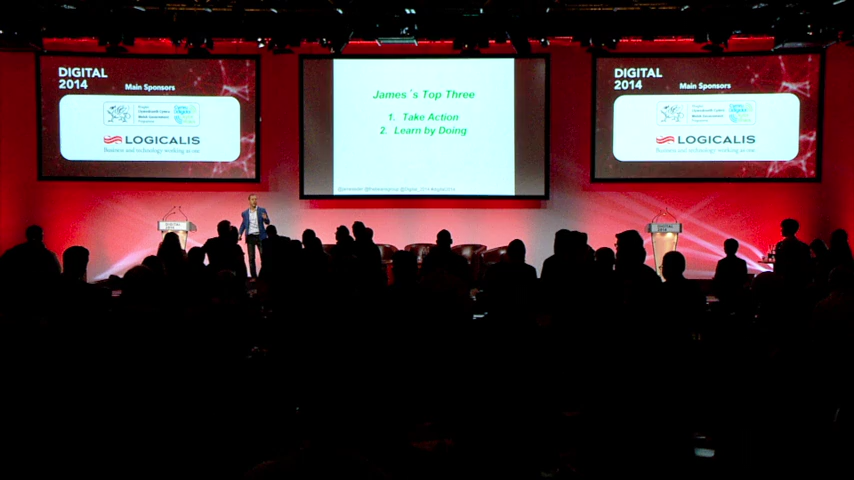 DIGITAL
2014
Main Sponsors
LOGICALIS
Business and technology working as one
James´s Top Three
1. Take Action
2. Learn by Doing
DIGITAL
2014
Main Sponsors
LOGICALIS
Business and technology working as one